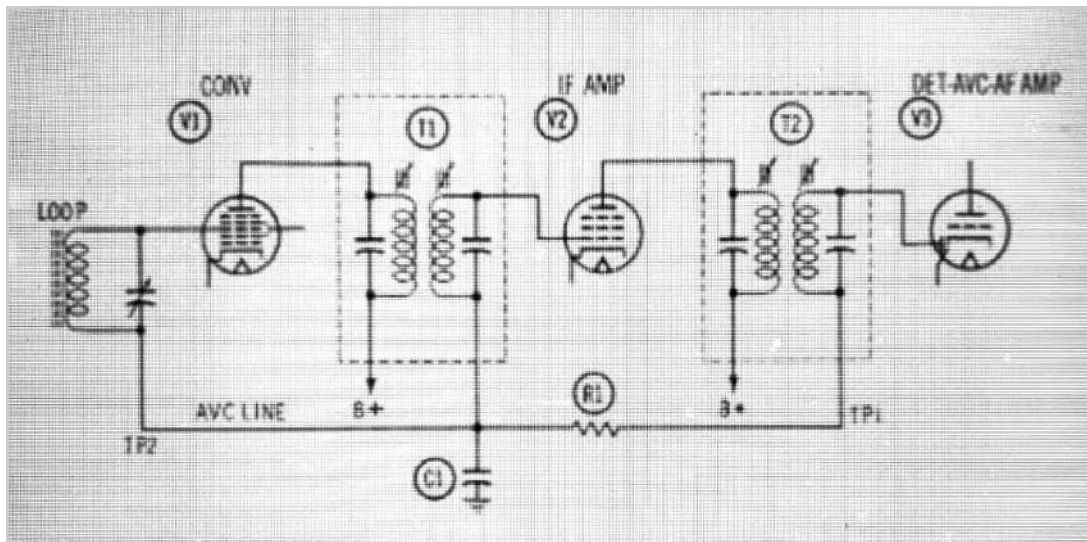 CONV
IF AMP
DET-AVC-AF AMP
V1
T1
V2
T2
V3
LOOP
B+
R1
B+
AVC LINE
TP2
TP1
C1